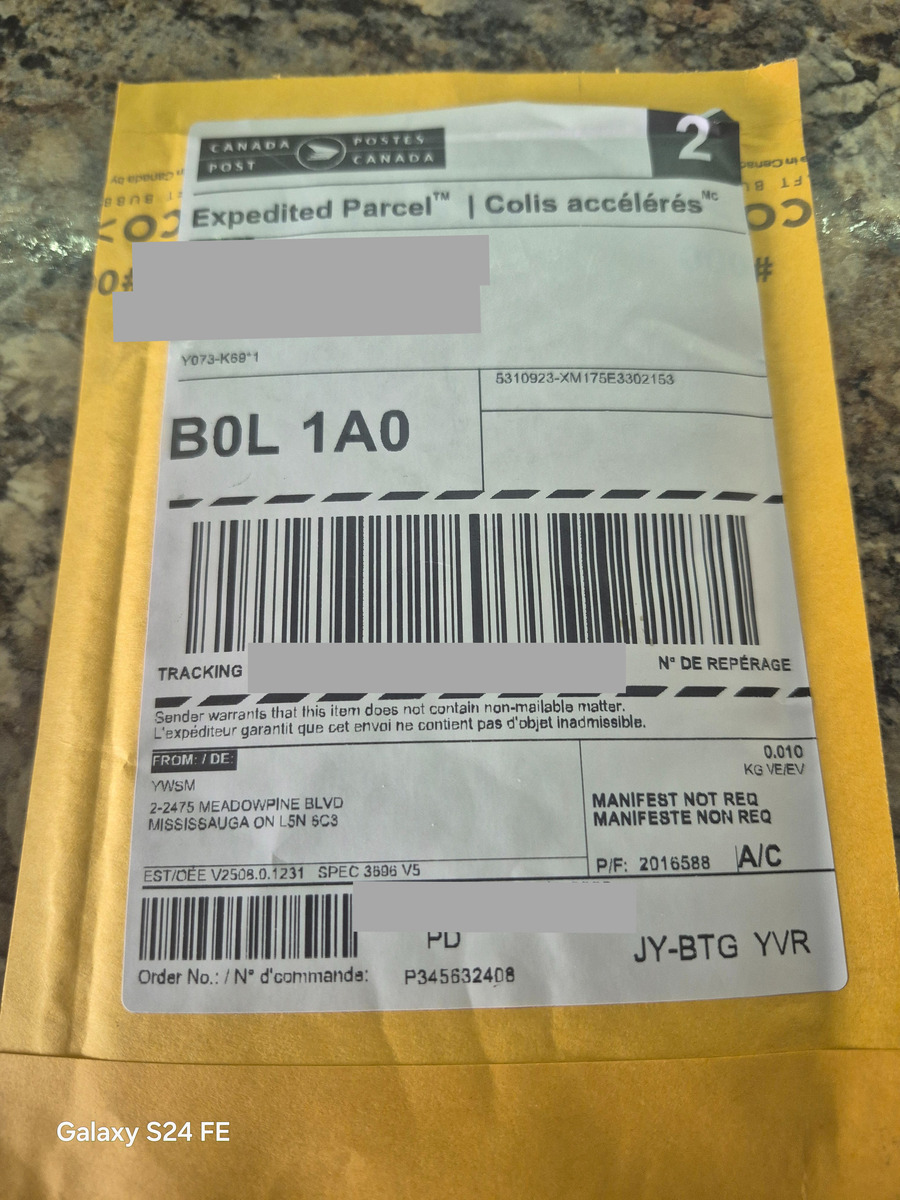 CANADA POSTES
POST CANADA
2
Expedited Parcel™ | Colis accélérés Mc
Y073-K69*1
5310923-XM175E3302153
B0L 1A0
TRACKING
N° DE REPÉRAGE
Sender warrants that this item does not contain non-mailable matter.
L'expéditeur garantit que cet envoi ne contient pas d'objet inadmissible.
FROM: / DE:
YWSM
2-2475 MEADOWPINE BLVD
MISSISSAUGA ON L5N 6C3
0.010
KG VE/EV
MANIFEST NOT REQ
MANIFESTE NON REQ
P/F: 2016588 A/C
EST/OEE V2508.0.1231 SPEC 3696 V5
PD
JY-BTG YVR
Order No.: / N° d'commande: P345632408
Galaxy S24 FE